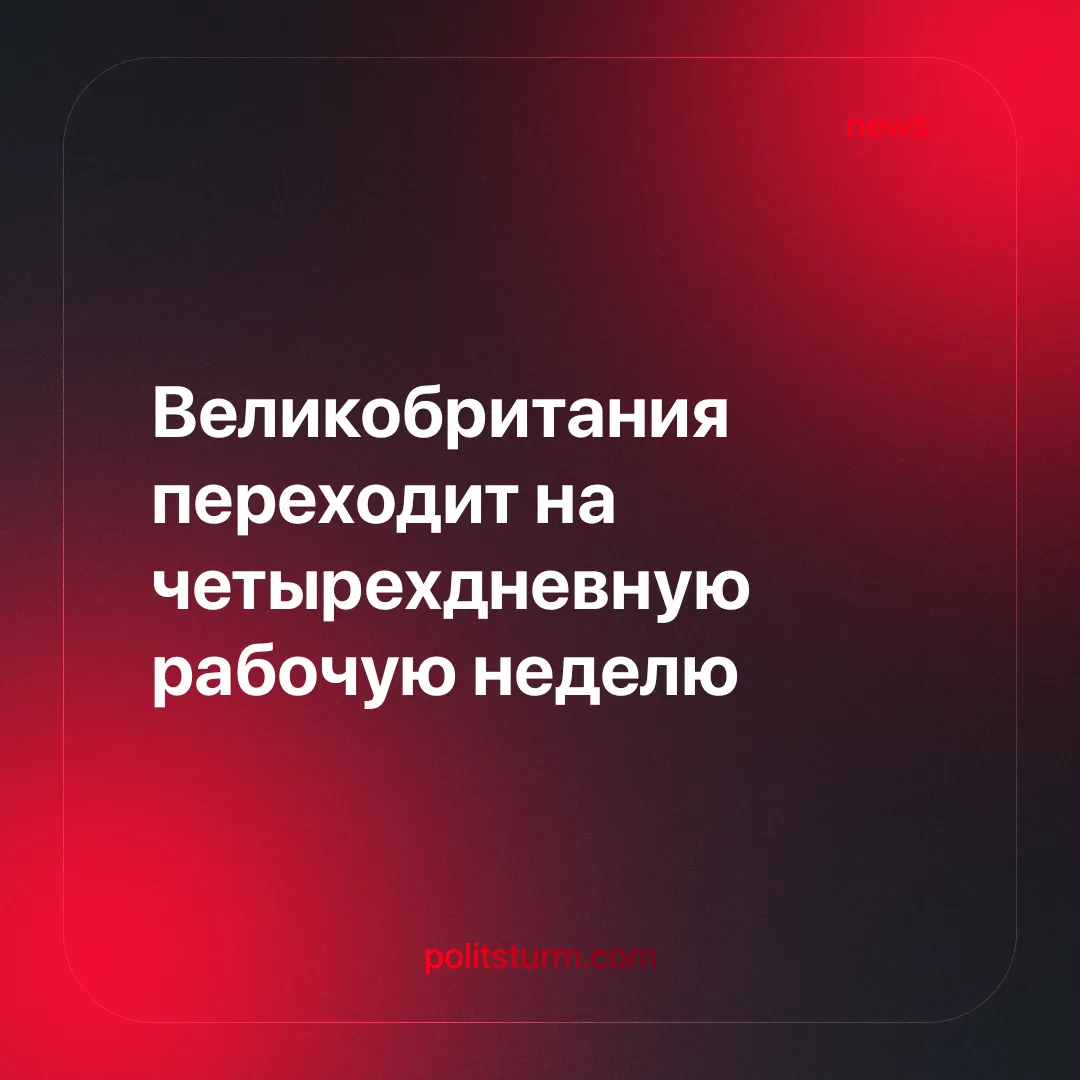 news
Великобритания
переходит на
четырехдневную
рабочую неделю
politsturm.com